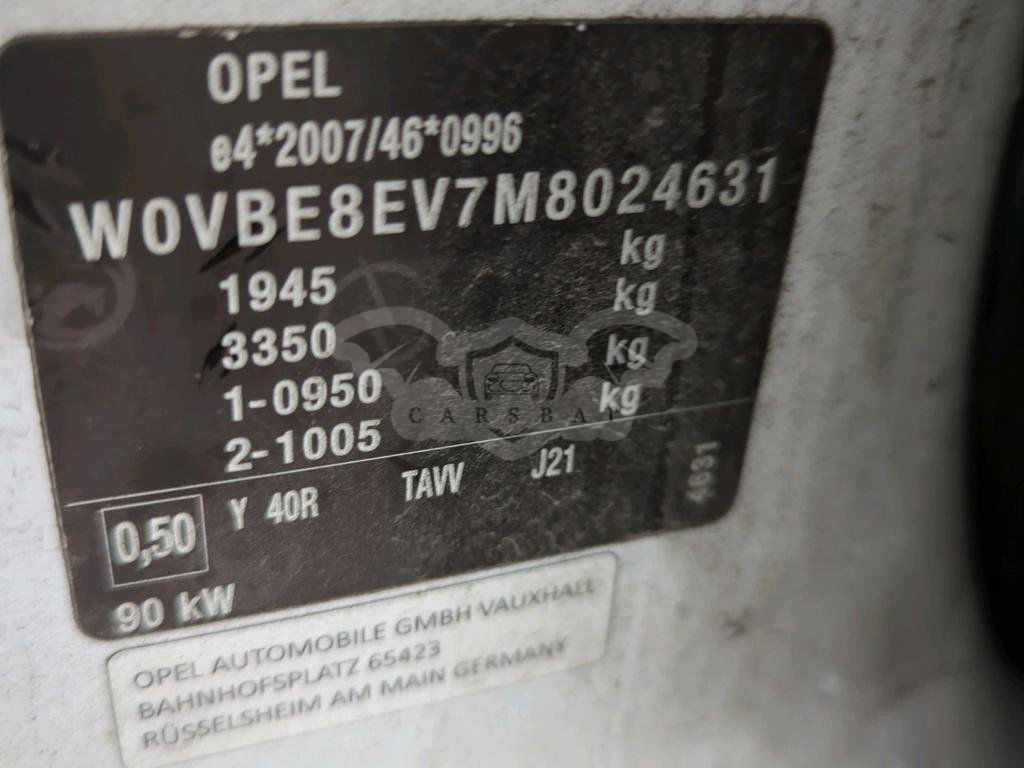 OPEL
e4*2007/46*0996
W0VBE8EV7M8024631
1945 kg
3350 kg
1-0950 kg
2-1005 kg
0,50 Y 40R TAVV J21 4631
90 kW
OPEL AUTOMOBILE GMBH VAUXHALL
BAHNHOFSPLATZ 65423
RÜSSELSHEIM AM MAIN GERMANY
CARSBAT